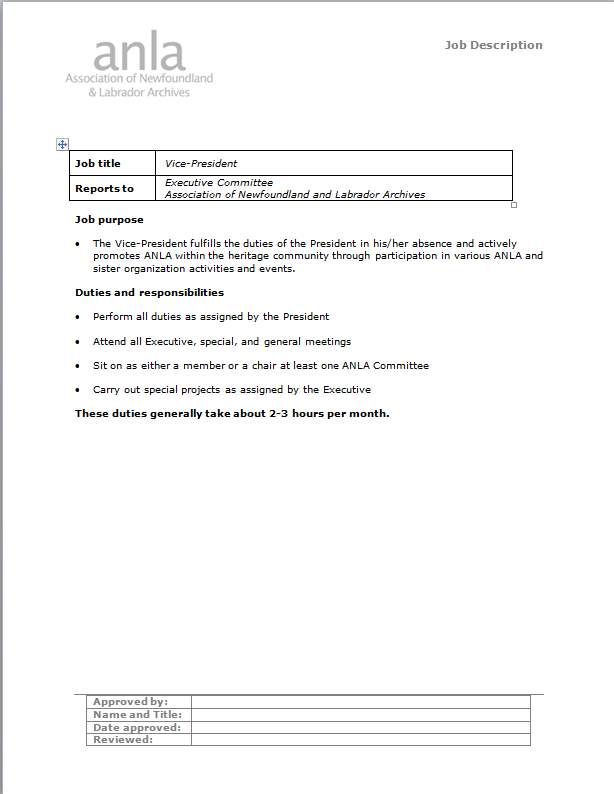 anla
Association of Newfoundland
& Labrador Archives
Job Description
Job title Vice-President
Reports to Executive Committee
Association of Newfoundland and Labrador Archives
Job purpose
• The Vice-President fulfills the duties of the President in his/her absence and actively
promotes ANLA within the heritage community through participation in various ANLA and
sister organization activities and events.
Duties and responsibilities
• Perform all duties as assigned by the President
• Attend all Executive, special, and general meetings
• Sit on as either a member or a chair at least one ANLA Committee
• Carry out special projects as assigned by the Executive
These duties generally take about 2-3 hours per month.
Approved by:
Name and Title:
Date approved:
Reviewed: